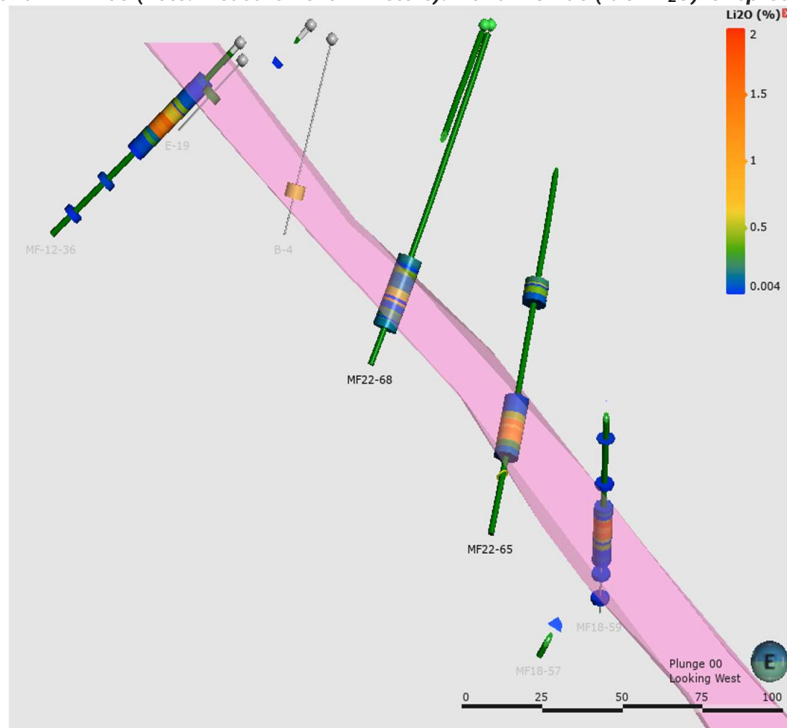 Li2O (%)
2
1.5
1
0.5
0.004
E-19
MF-12-36
B-4
MF22-68
MF22-65
MF18-59
MF18-57
Plunge 00
Looking West
E
0 25 50 75 100